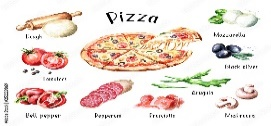 Pizza
Dough
Mozzarella
Tomatoes
Black olives
Arugula
Bell pepper
Pepperoni
Prosciutto
Mushrooms